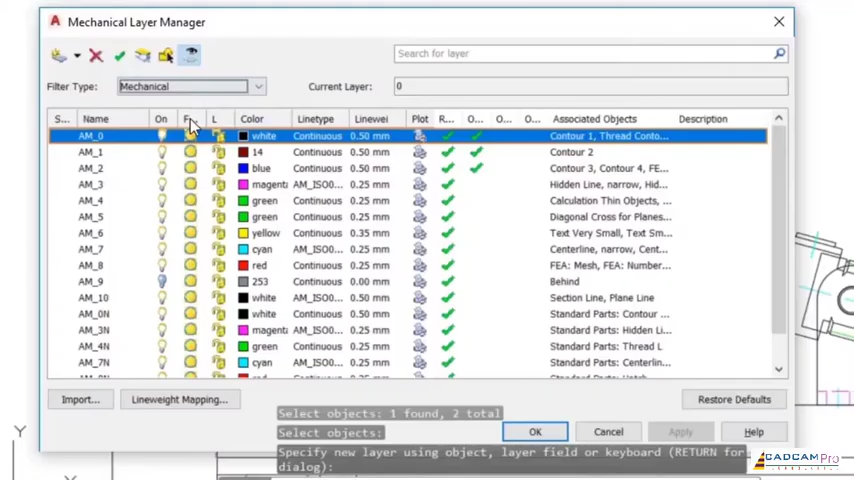 Mechanical Layer Manager
Search for layer
Filter Type: Mechanical Current Layer: 0
S... Name On F... L Color Linetype Linewei Plot R... O... O... O... Associated Objects Description
AM_0 white Continuous 0.50 mm Contour 1, Thread Conto...
AM_1 14 Continuous 0.50 mm Contour 2
AM_2 blue Continuous 0.50 mm Contour 3, Contour 4, FE...
AM_3 magenta AM_ISO0... 0.25 mm Hidden Line, narrow, Hid...
AM_4 green Continuous 0.25 mm Calculation Thin Objects, ...
AM_5 green Continuous 0.25 mm Diagonal Cross for Planes...
AM_6 yellow Continuous 0.35 mm Text Very Small, Text Sm...
AM_7 cyan AM_ISO0... 0.25 mm Centerline, narrow, Cent...
AM_8 red Continuous 0.25 mm FEA: Mesh, FEA: Number...
AM_9 253 Continuous 0.00 mm Behind
AM_10 white AM_ISO0... 0.50 mm Section Line, Plane Line
AM_0N white Continuous 0.50 mm Standard Parts: Contour ...
AM_3N magenta AM_ISO0... 0.25 mm Standard Parts: Hidden Li...
AM_4N green Continuous 0.25 mm Standard Parts: Thread L
AM_7N cyan AM_ISO0... 0.25 mm Standard Parts: Centerlin...
Import... Lineweight Mapping... Restore Defaults
Select objects: 1 found, 2 total
Select objects:
OK Cancel Apply Help
Specify new layer using object, layer field or keyboard (RETURN for
dialog):
Y
CADCAMPro
X